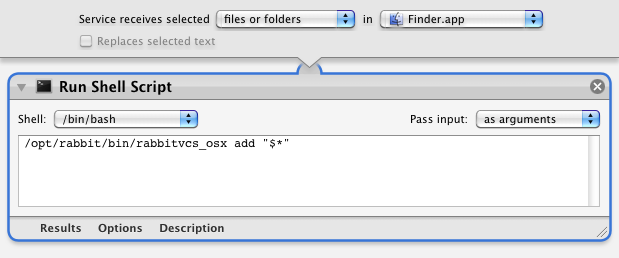 Service receives selected files or folders in Finder.app
Replaces selected text
Run Shell Script
Shell: /bin/bash Pass input: as arguments
/opt/rabbit/bin/rabbitvcs_osx add "$*"
Results Options Description